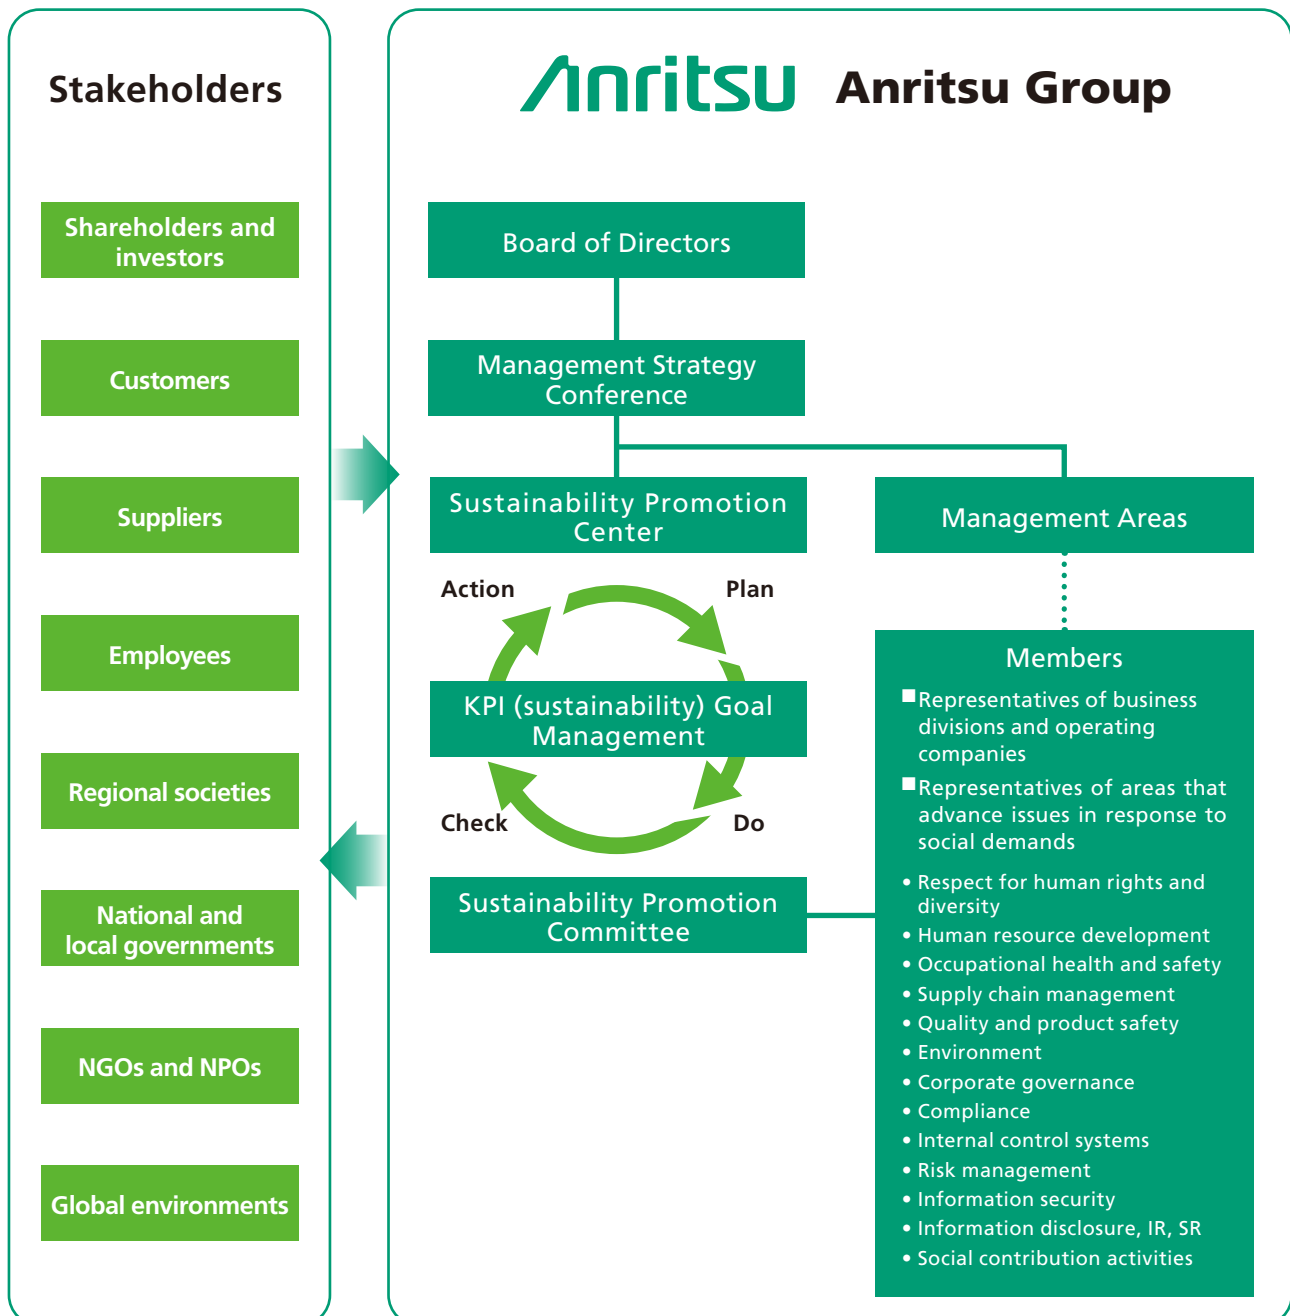 Stakeholders
Shareholders and
investors
Customers
Suppliers
Employees
Regional societies
National and
local governments
NGOs and NPOs
Global environments
Anritsu Anritsu Group
Board of Directors
Management Strategy
Conference
Sustainability Promotion
Center
Management Areas
Action
Plan
KPI (sustainability) Goal
Management
Check
Do
Sustainability Promotion
Committee
Members
■Representatives of business
divisions and operating
companies
■Representatives of areas that
advance issues in response to
social demands
• Respect for human rights and
diversity
• Human resource development
• Occupational health and safety
• Supply chain management
• Quality and product safety
• Environment
• Corporate governance
• Compliance
• Internal control systems
• Risk management
• Information security
• Information disclosure, IR, SR
• Social contribution activities